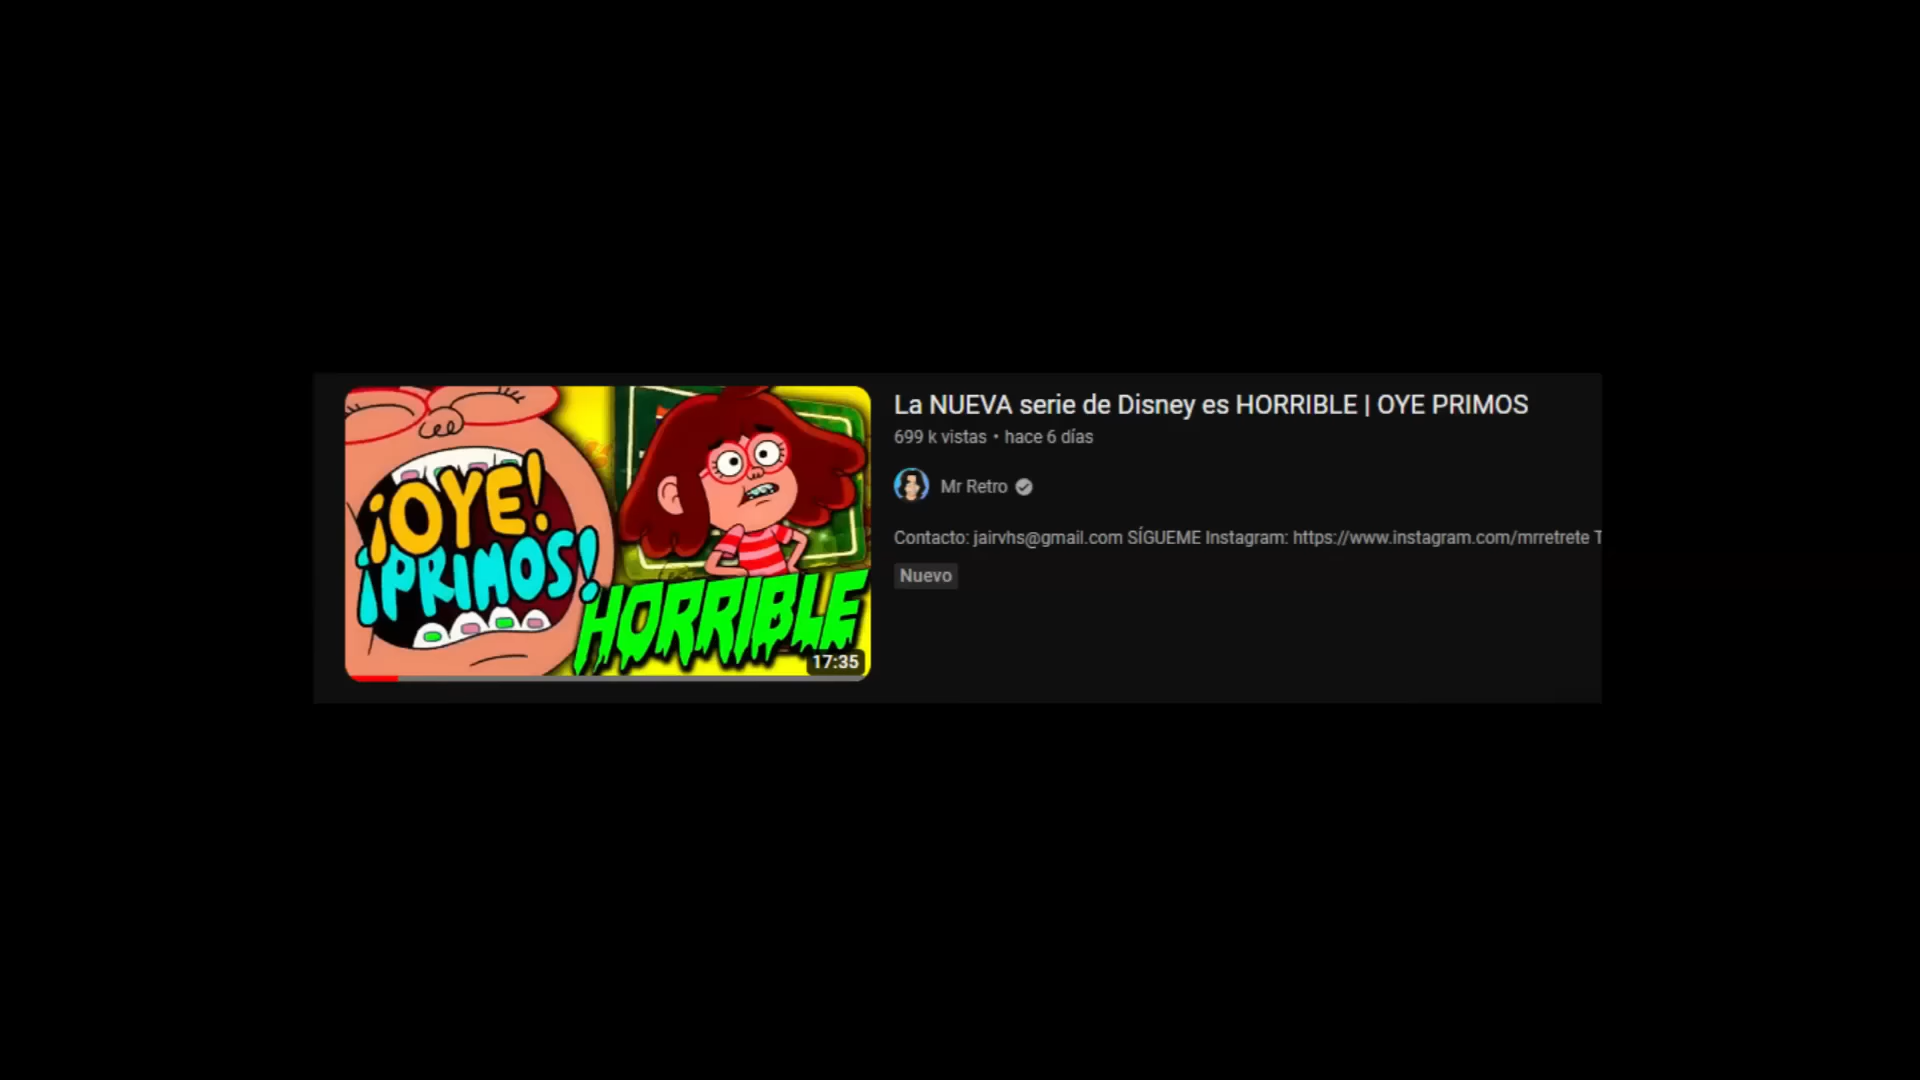 ¡OYE!
¡PRIMOS!
HORRIBLE
17:35
La NUEVA serie de Disney es HORRIBLE | OYE PRIMOS
699 k vistas • hace 6 días
Mr Retro
Contacto: jairvhs@gmail.com SÍGUEME Instagram: https://www.instagram.com/mrretrete T
Nuevo